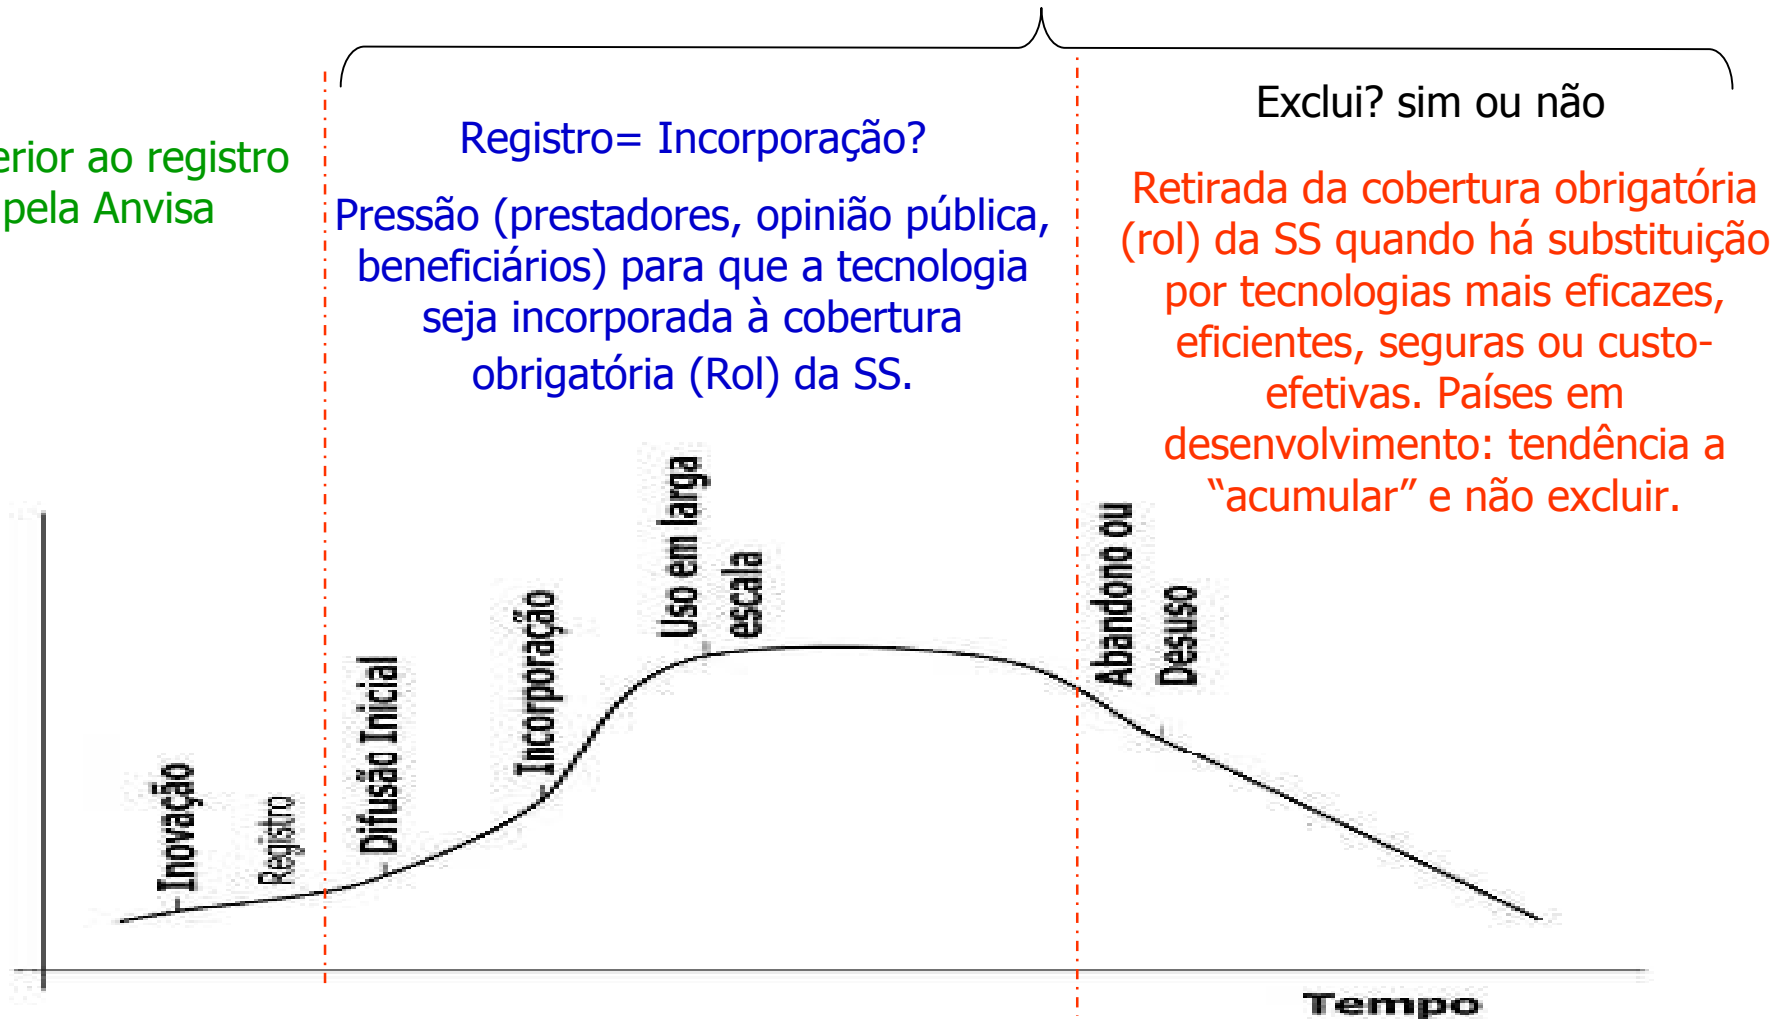 erior ao registro
pela Anvisa
Registro= Incorporação?
Pressão (prestadores, opinião pública,
beneficiários) para que a tecnologia
seja incorporada à cobertura
obrigatória (Rol) da SS.
Exclui? sim ou não
Retirada da cobertura obrigatória
(rol) da SS quando há substituição
por tecnologias mais eficazes,
eficientes, seguras ou custo-
efetivas. Países em
desenvolvimento: tendência a
“acumular” e não excluir.
Inovação
Registro
Difusão Inicial
Incorporação
Uso em larga
escala
Abandono ou
Desuso
Tempo